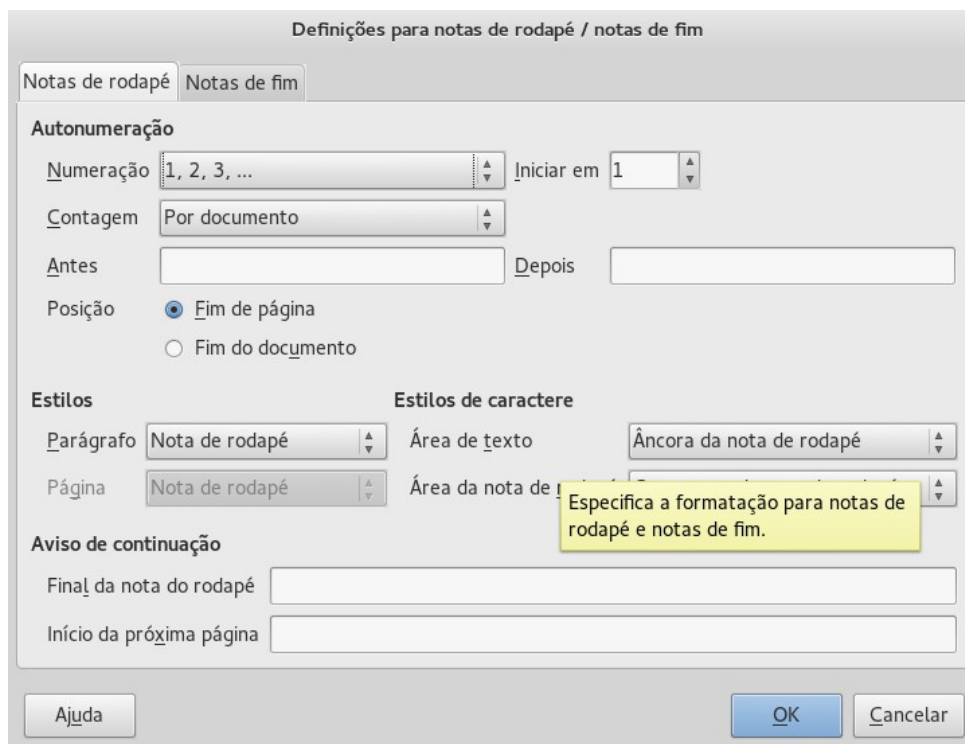 Definições para notas de rodapé / notas de fim
Notas de rodapé Notas de fim
Autonumeração
Numeração 1, 2, 3, ... Iniciar em 1
Contagem Por documento
Antes Depois
Posição Fim de página
Fim do documento
Estilos Estilos de caractere
Parágrafo Nota de rodapé Área de texto Âncora da nota de rodapé
Página Nota de rodapé Área da nota de
Especifica a formatação para notas de
rodapé e notas de fim.
Aviso de continuação
Final da nota do rodapé
Início da próxima página
Ajuda OK Cancelar